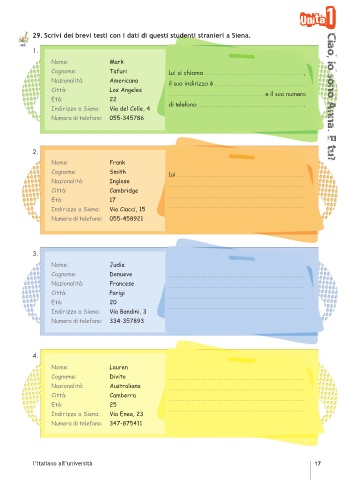 Unità 1
Ciao, io sono Anna. E tu?
29. Scrivi dei brevi testi con i dati di questi studenti stranieri a Siena.
1.
Nome: Mark
Cognome: Tafuri
Nazionalità: Americana
Città: Los Angeles
Età: 22
Indirizzo a Siena: Via del Colle, 4
Numero di telefono: 055-345786
Lui si chiama ,
il suo indirizzo è
e il suo numero
di telefono
2.
Nome: Frank
Cognome: Smith
Nazionalità: Inglese
Città: Cambridge
Età: 17
Indirizzo a Siena: Via Ciacci, 15
Numero di telefono: 055-458921
Lui
3.
Nome: Judie
Cognome: Denueve
Nazionalità: Francese
Città: Parigi
Età: 20
Indirizzo a Siena: Via Bandini, 3
Numero di telefono: 334-357893
4.
Nome: Lauren
Cognome: Divito
Nazionalità: Australiana
Città: Camberra
Età: 25
Indirizzo a Siena: Via Enea, 23
Numero di telefono: 347-875411
l'Italiano all'università 17